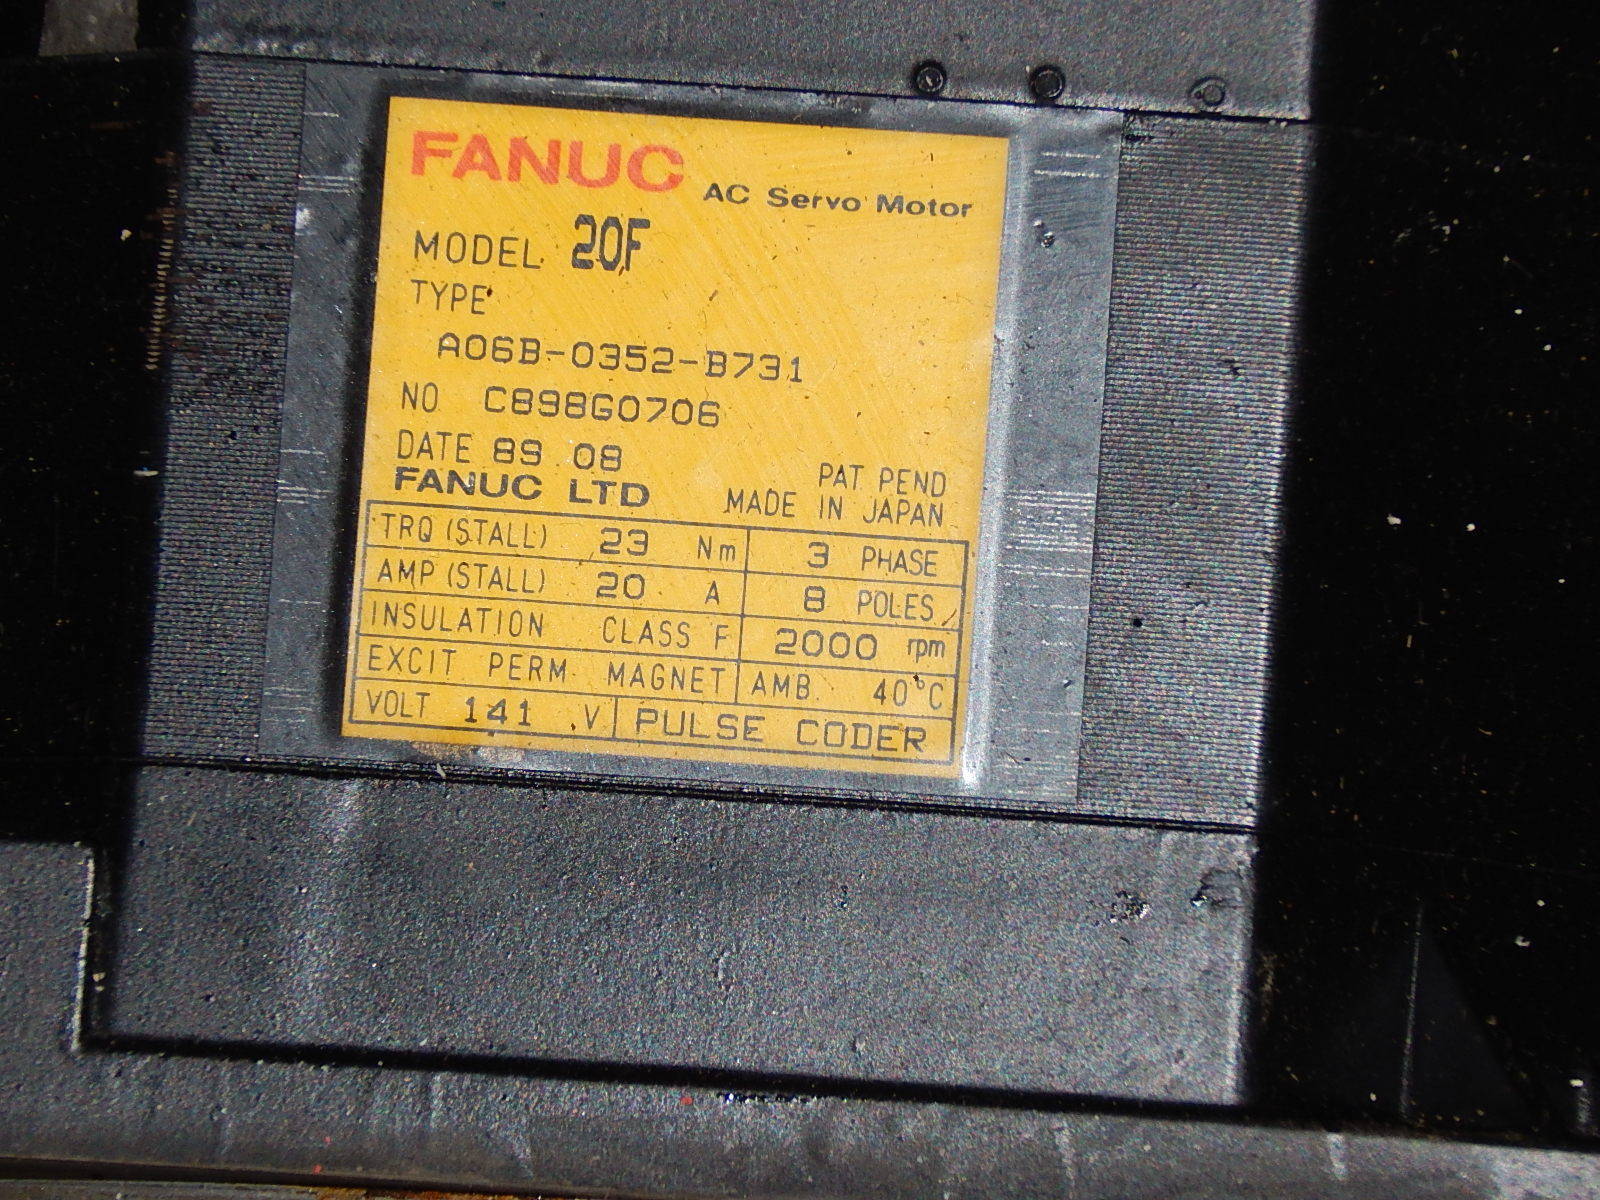 FANUC AC Servo Motor
MODEL 20F
TYPE
A06B-0352-B731
NO C898G0706
DATE 89 08
PAT PEND
FANUC LTD MADE IN JAPAN
TRQ (STALL) 23 Nm 3 PHASE
AMP (STALL) 20 A 8 POLES
INSULATION CLASS F 2000 rpm
EXCIT PERM. MAGNET AMB. 40°C
VOLT 141 V PULSE CODER